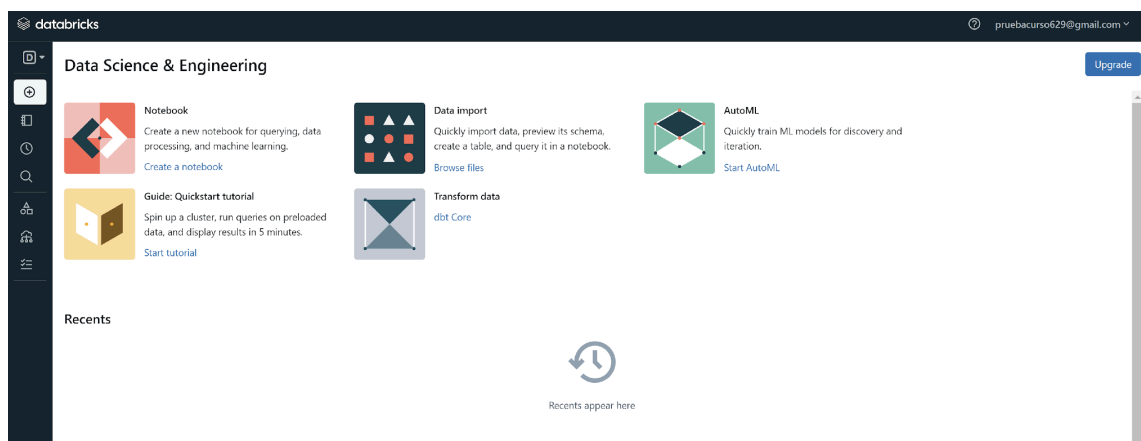 databricks
pruebacurso629@gmail.com
D
Data Science & Engineering
Upgrade
Notebook
Create a new notebook for querying, data
processing, and machine learning.
Create a notebook
Data import
Quickly import data, preview its schema,
create a table, and query it in a notebook.
Browse files
AutoML
Quickly train ML models for discovery and
iteration.
Start AutoML
Guide: Quickstart tutorial
Spin up a cluster, run queries on preloaded
data, and display results in 5 minutes.
Start tutorial
Transform data
dbt Core
Recents
Recents appear here